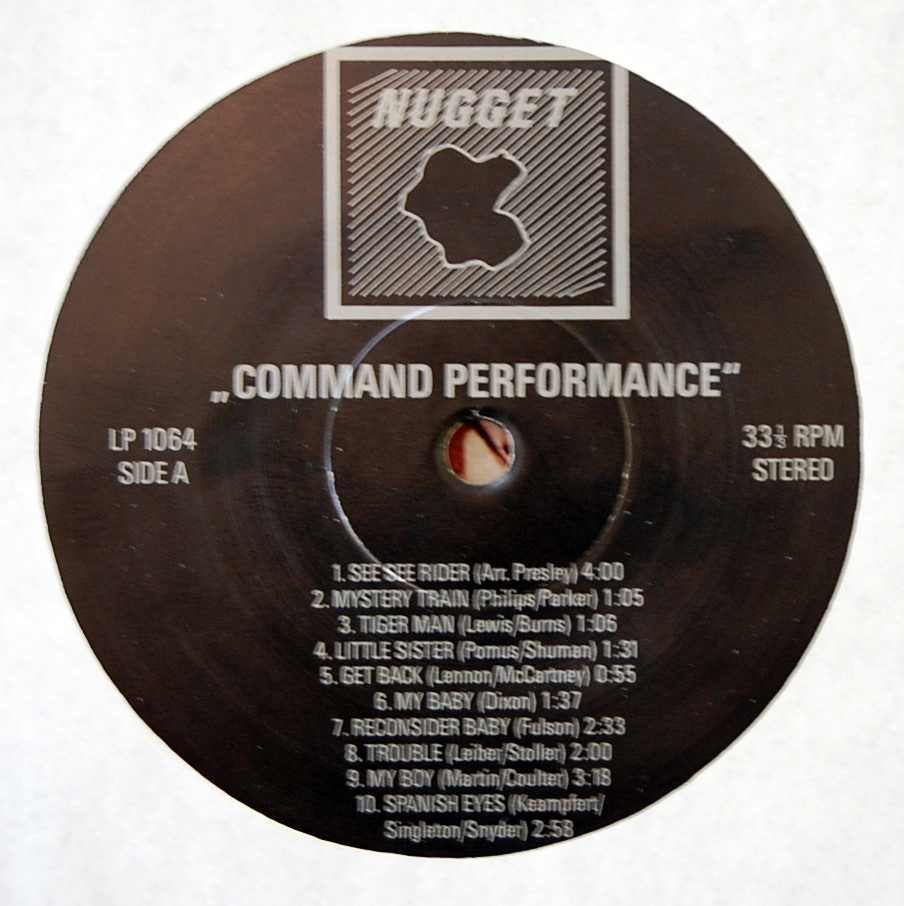 NUGGET
„COMMAND PERFORMANCE“
LP 1064
SIDE A
33⅓ RPM
STEREO
1. SEE SEE RIDER (Arr. Presley) 4:00
2. MYSTERY TRAIN (Philips/Parker) 1:05
3. TIGER MAN (Lewis/Burns) 1:06
4. LITTLE SISTER (Pomus/Shuman) 1:31
5. GET BACK (Lennon/McCartney) 0:55
6. MY BABY (Dixon) 1:37
7. RECONSIDER BABY (Fulson) 2:33
8. TROUBLE (Leiber/Stoller) 2:00
9. MY BOY (Martin/Coulter) 3:18
10. SPANISH EYES (Keampfert/
Singleton/Snyder) 2:58